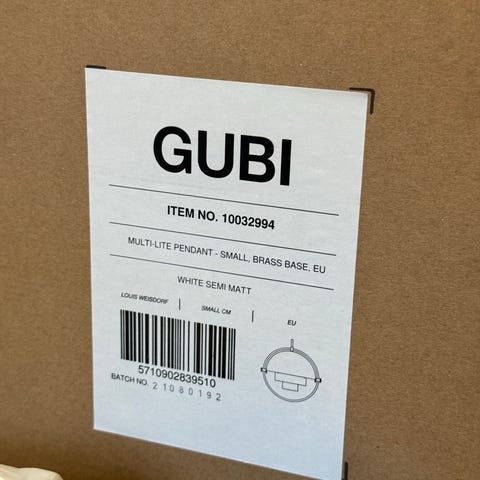 GUBI
ITEM NO. 10032994
MULTI-LITE PENDANT - SMALL, BRASS BASE, EU
WHITE SEMI MATT
LOUIS WEISDORF | SMALL CM | EU
5710902839510
BATCH NO. 21080192